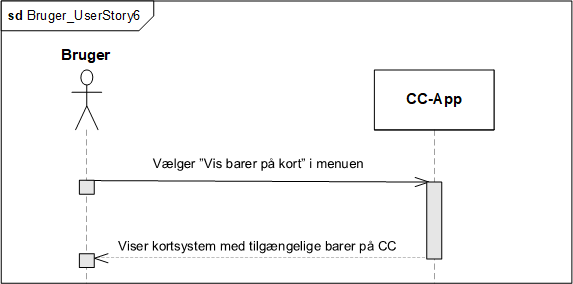 sd Bruger_UserStory6
Bruger
CC-App
Vælger ”Vis barer på kort” i menuen
Viser kortsystem med tilgængelige barer på CC